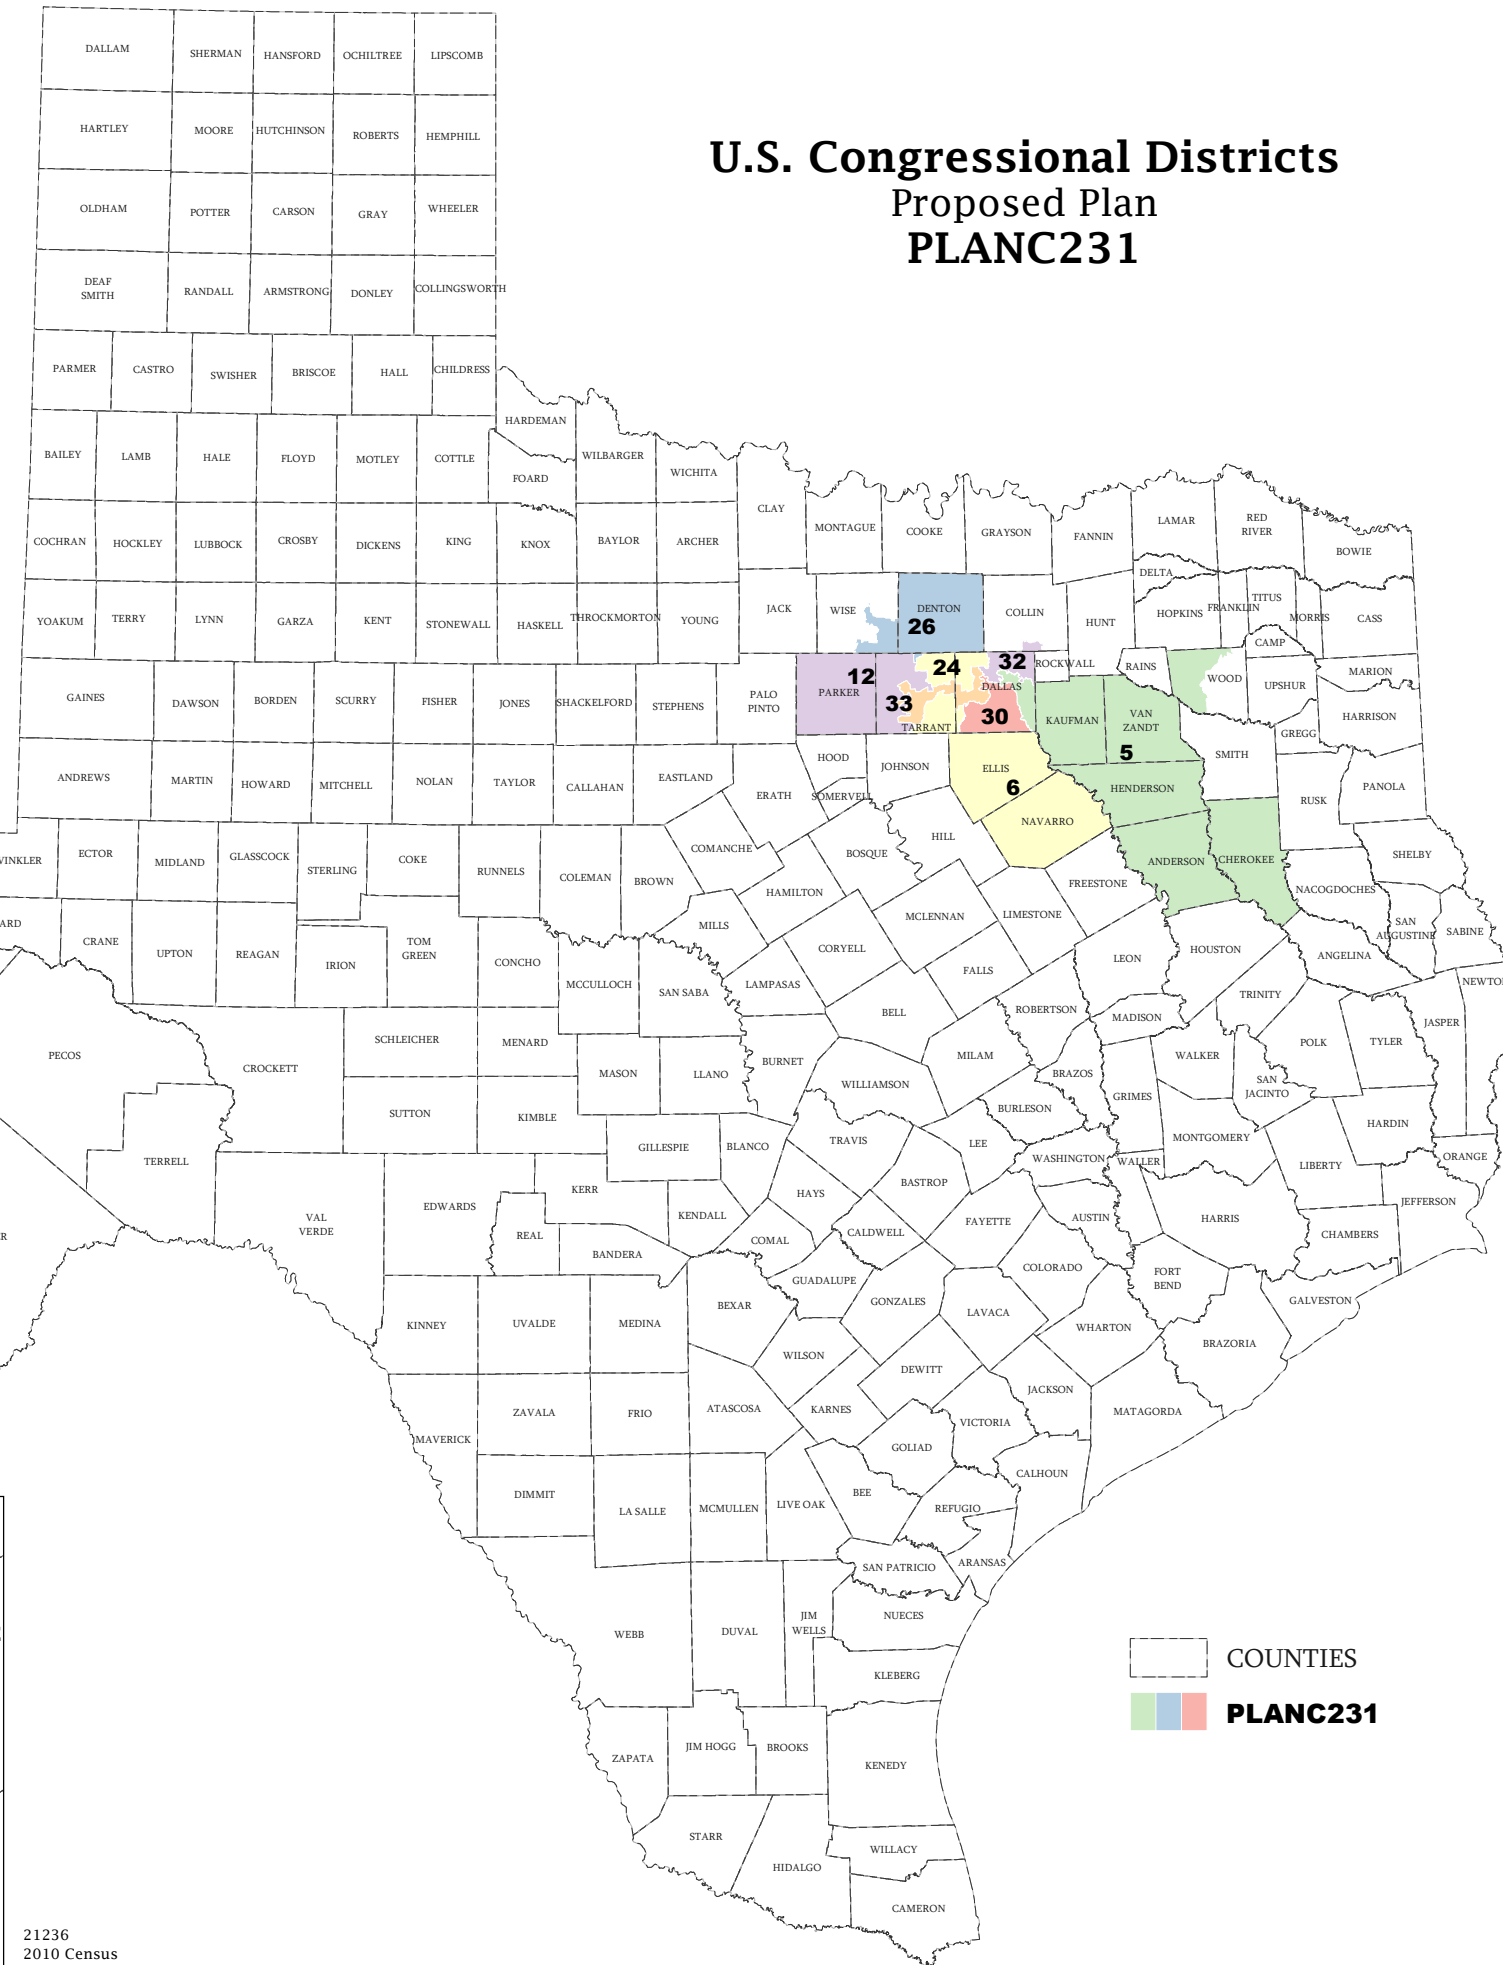 U.S. Congressional Districts
Proposed Plan
PLANC231
DALLAM
SHERMAN
HANSFORD
OCHILTREE
LIPSCOMB
HARTLEY
MOORE
HUTCHINSON
ROBERTS
HEMPHILL
OLDHAM
POTTER
CARSON
GRAY
WHEELER
DEAF
SMITH
RANDALL
ARMSTRONG
DONLEY
COLLINGSWORTH
PARMER
CASTRO
SWISHER
BRISCOE
HALL
CHILDRESS
HARDEMAN
BAILEY
LAMB
HALE
FLOYD
MOTLEY
COTTLE
FOARD
WILBARGER
WICHITA
CLAY
MONTAGUE
COOKE
GRAYSON
FANNIN
LAMAR
RED
RIVER
BOWIE
COCHRAN
HOCKLEY
LUBBOCK
CROSBY
DICKENS
KING
KNOX
BAYLOR
ARCHER
DELTA
YOAKUM
TERRY
LYNN
GARZA
KENT
STONEWALL
HASKELL
THROCKMORTON
YOUNG
JACK
WISE
DENTON
26
COLLIN
HUNT
HOPKINS
FRANKLIN
TITUS
MORRIS
CASS
CAMP
GAINES
DAWSON
BORDEN
SCURRY
FISHER
JONES
SHACKELFORD
STEPHENS
PALO
PINTO
PARKER
12
33
TARRANT
24
32
DALLAS
30
ROCKWALL
RAINS
WOOD
UPSHUR
MARION
HARRISON
GREGG
KAUFMAN
VAN
ZANDT
5
SMITH
ANDREWS
MARTIN
HOWARD
MITCHELL
NOLAN
TAYLOR
CALLAHAN
EASTLAND
ERATH
HOOD
SOMERVELL
JOHNSON
ELLIS
6
NAVARRO
HENDERSON
RUSK
PANOLA
WINKLER
ECTOR
MIDLAND
GLASSCOCK
STERLING
COKE
RUNNELS
COLEMAN
BROWN
COMANCHE
HAMILTON
BOSQUE
HILL
FREESTONE
ANDERSON
CHEROKEE
NACOGDOCHES
SHELBY
ARD
CRANE
UPTON
REAGAN
IRION
TOM
GREEN
CONCHO
MCCULLOCH
SAN SABA
MILLS
LAMPASAS
CORYELL
MCLENNAN
LIMESTONE
FALLS
LEON
HOUSTON
ANGELINA
SAN
AUGUSTINE
SABINE
NEWTO
PECOS
TERRELL
CROCKETT
SCHLEICHER
MENARD
SUTTON
KIMBLE
MASON
LLANO
BURNET
BELL
WILLIAMSON
MILAM
ROBERTSON
BRAZOS
MADISON
TRINITY
POLK
TYLER
JASPER
WALKER
SAN
JACINTO
GRIMES
HARDIN
GILLESPIE
BLANCO
TRAVIS
LEE
BURLESON
WASHINGTON
WALLER
MONTGOMERY
LIBERTY
ORANGE
JEFFERSON
R
VAL
VERDE
EDWARDS
REAL
KERR
KENDALL
BANDERA
HAYS
COMAL
CALDWELL
BASTROP
FAYETTE
AUSTIN
HARRIS
CHAMBERS
COLORADO
FORT
BEND
GALVESTON
GUADALUPE
KINNEY
UVALDE
MEDINA
BEXAR
GONZALES
LAVACA
WHARTON
BRAZORIA
WILSON
DEWITT
JACKSON
MATAGORDA
MAVERICK
ZAVALA
FRIO
ATASCOSA
KARNES
VICTORIA
GOLIAD
CALHOUN
DIMMIT
LA SALLE
MCMULLEN
LIVE OAK
BEE
REFUGIO
SAN PATRICIO
ARANSAS
WEBB
DUVAL
JIM
WELLS
NUECES
KLEBERG
ZAPATA
JIM HOGG
BROOKS
KENEDY
STARR
HIDALGO
WILLACY
CAMERON
COUNTIES
PLANC231
21236
2010 Census